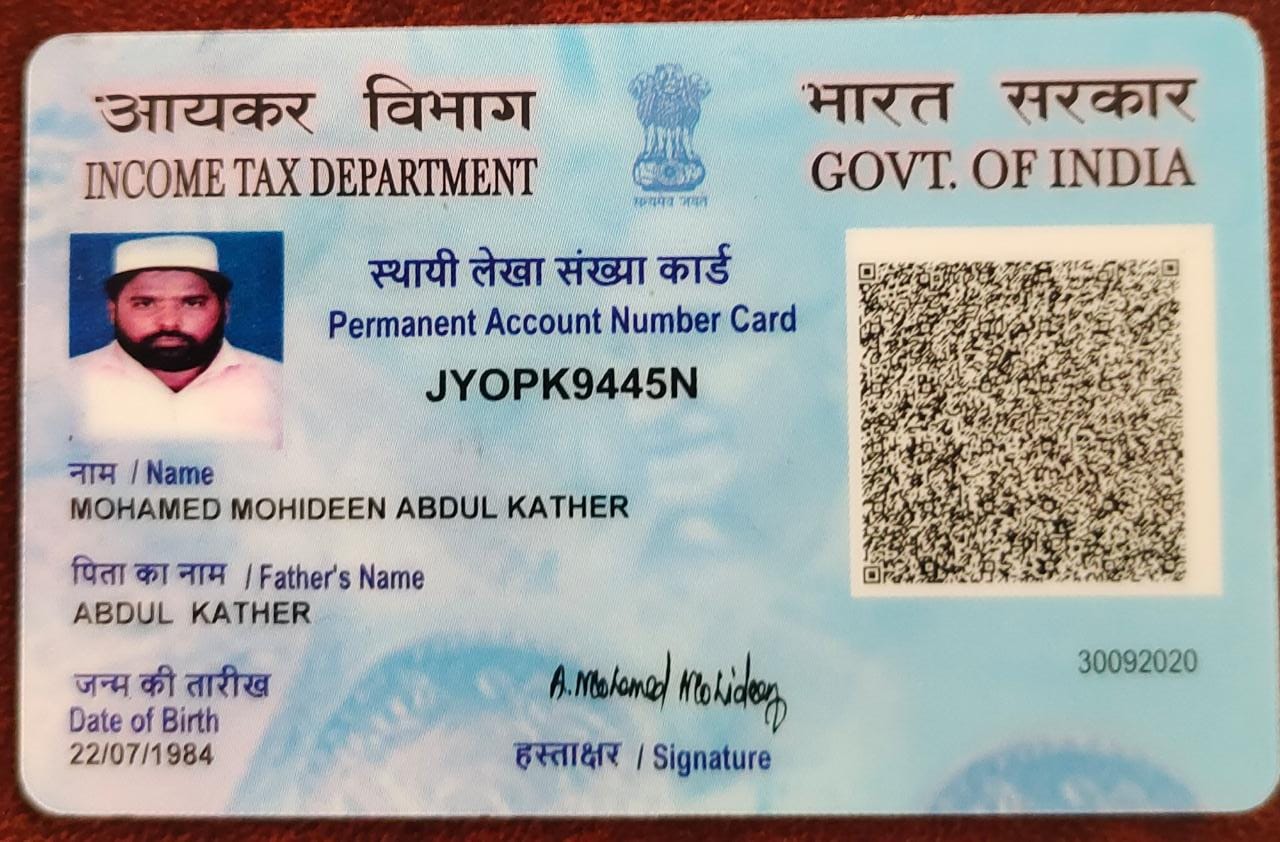 आयकर विभाग
INCOME TAX DEPARTMENT
सत्यमेव जयते
भारत सरकार
GOVT. OF INDIA
स्थायी लेखा संख्या कार्ड
Permanent Account Number Card
JYOPK9445N
नाम / Name
MOHAMED MOHIDEEN ABDUL KATHER
पिता का नाम / Father's Name
ABDUL KATHER
जन्म की तारीख
Date of Birth
22/07/1984
A. Mohamed Mohideen
हस्ताक्षर / Signature
30092020